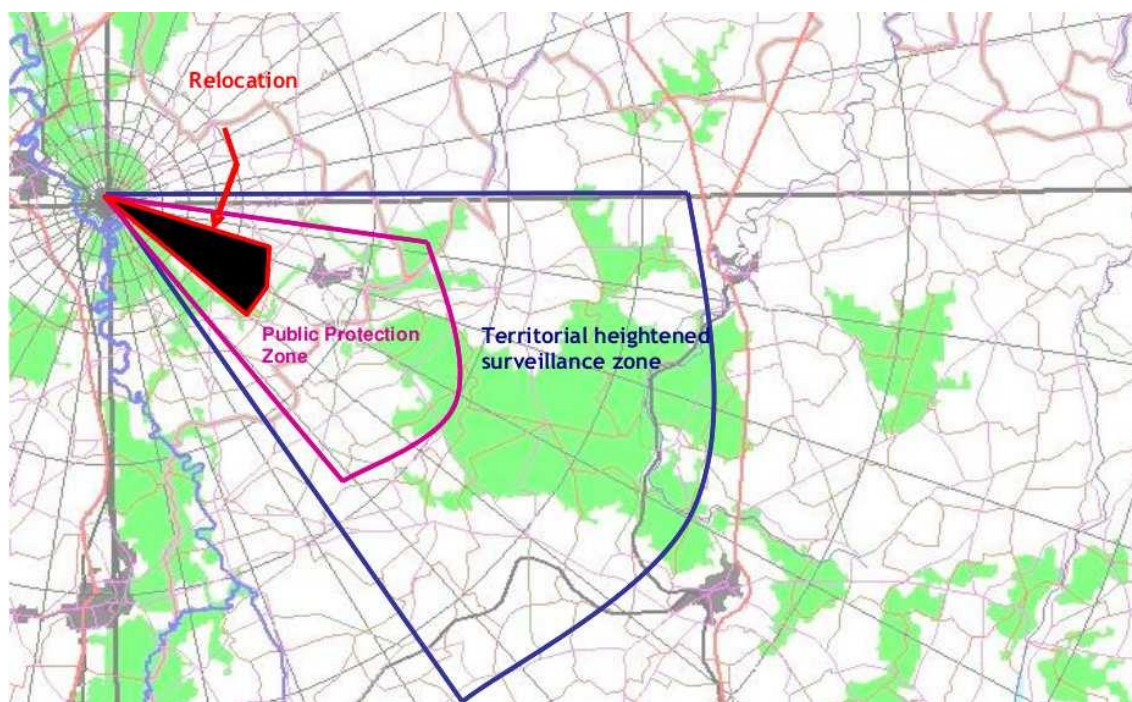 Relocation
Public Protection
Zone
Territorial heightened
surveillance zone